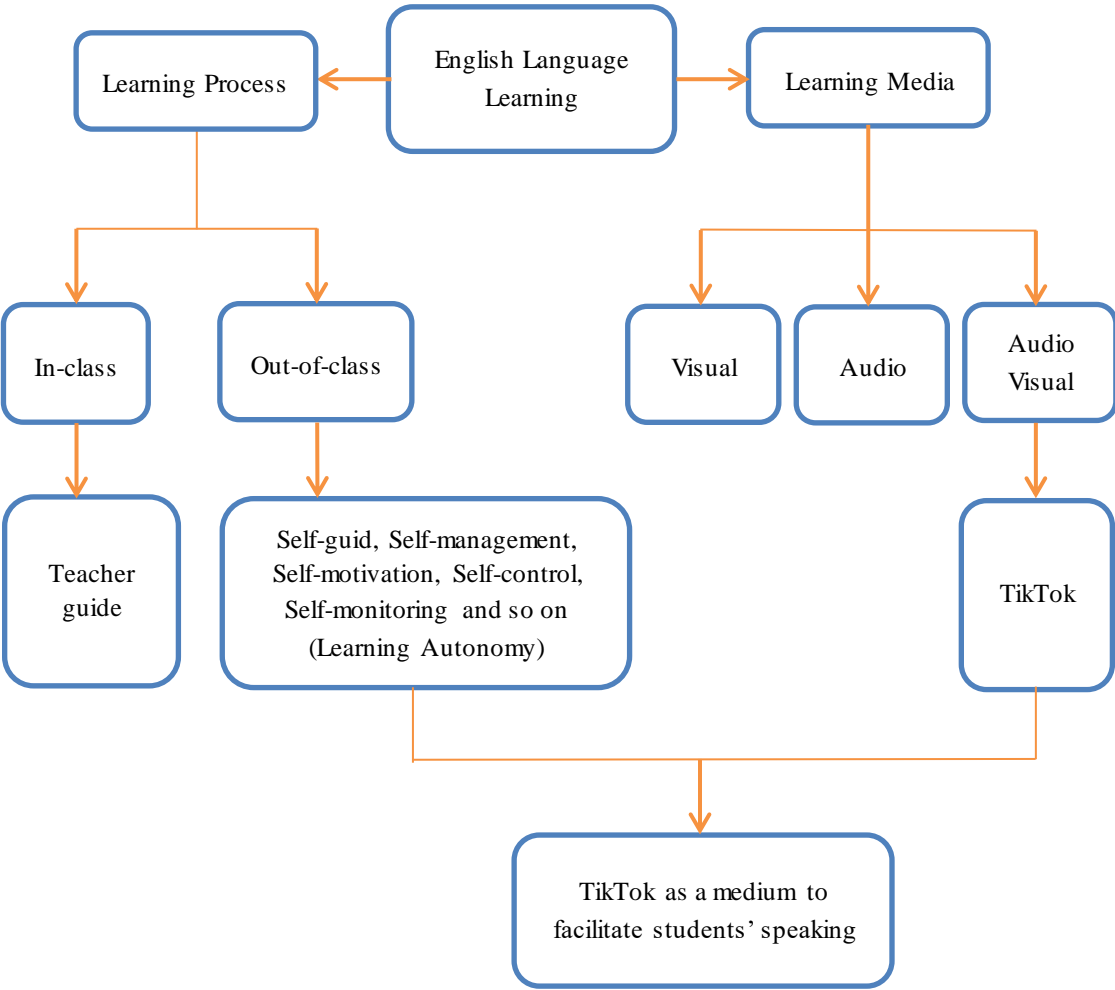 English Language
Learning
Learning Process
Learning Media
In-class
Out-of-class
Visual
Audio
Audio
Visual
Teacher
guide
Self-guid, Self-management,
Self-motivation, Self-control,
Self-monitoring and so on
(Learning Autonomy)
TikTok
TikTok as a medium to
facilitate students’ speaking